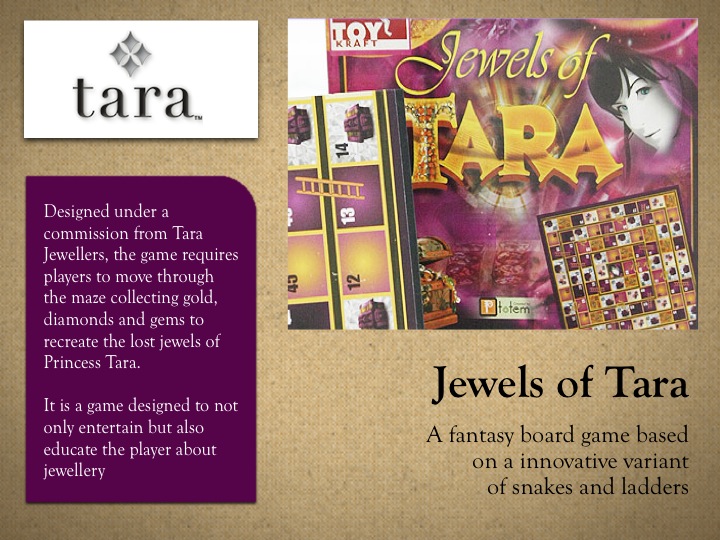 tara™
TOY
KRAFT
Jewels of
TARA
14
13
12
totem
Designed under a
commission from Tara
Jewellers, the game requires
players to move through
the maze collecting gold,
diamonds and gems to
recreate the lost jewels of
Princess Tara.
It is a game designed to not
only entertain but also
educate the player about
jewellery
Jewels of Tara
A fantasy board game based
on a innovative variant
of snakes and ladders